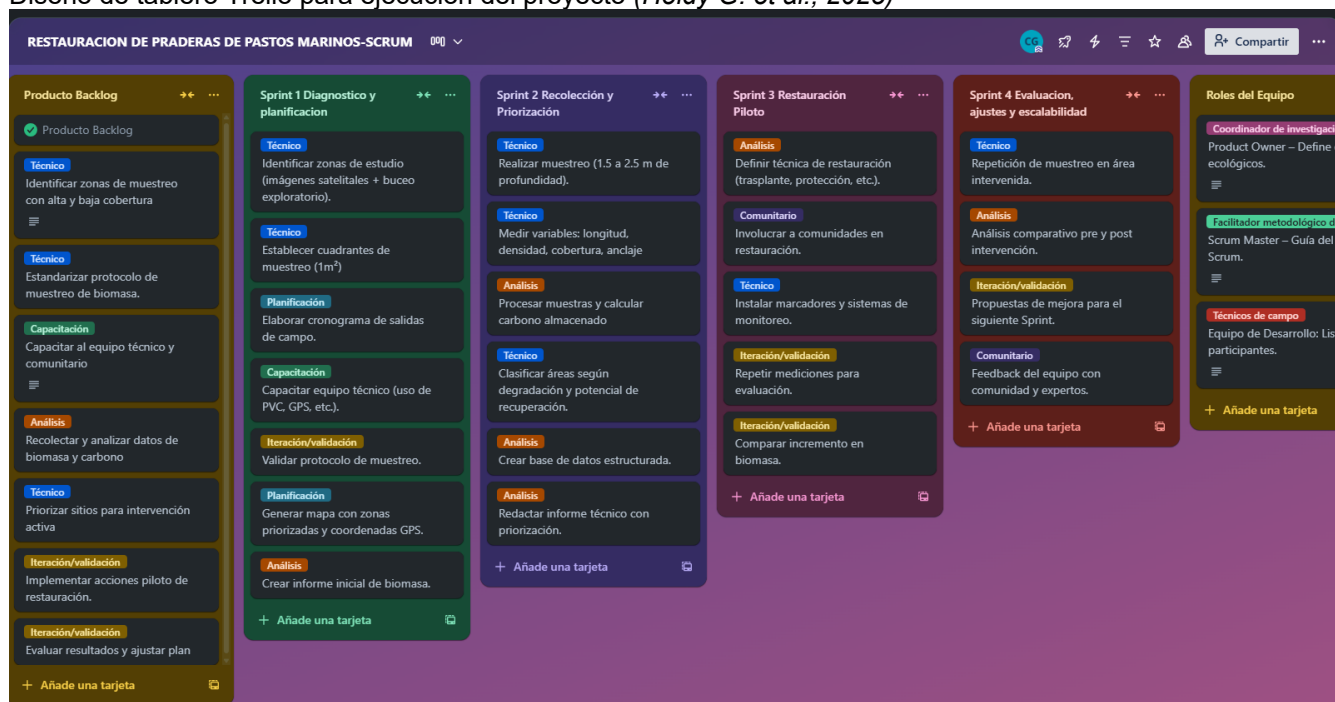 RESTAURACION DE PRADERAS DE PASTOS MARINOS-SCRUM
CG
Compartir
Producto Backlog
Producto Backlog
Técnico
Identificar zonas de muestreo
con alta y baja cobertura
Técnico
Estandarizar protocolo de
muestreo de biomasa.
Capacitación
Capacitar al equipo técnico y
comunitario
Análisis
Recolectar y analizar datos de
biomasa y carbono
Técnico
Priorizar sitios para intervención
activa
Iteración/validación
Implementar acciones piloto de
restauración.
Iteración/validación
Evaluar resultados y ajustar plan
+ Añade una tarjeta
Sprint 1 Diagnostico y
planificacion
Técnico
Identificar zonas de estudio
(imágenes satelitales + buceo
exploratorio).
Técnico
Establecer cuadrantes de
muestreo (1m²)
Planificación
Elaborar cronograma de salidas
de campo.
Capacitación
Capacitar equipo técnico (uso de
PVC, GPS, etc.).
Iteración/validación
Validar protocolo de muestreo.
Planificación
Generar mapa con zonas
priorizadas y coordenadas GPS.
Análisis
Crear informe inicial de biomasa.
+ Añade una tarjeta
Sprint 2 Recolección y
Priorización
Técnico
Realizar muestreo (1.5 a 2.5 m de
profundidad).
Técnico
Medir variables: longitud,
densidad, cobertura, anclaje
Análisis
Procesar muestras y calcular
carbono almacenado
Técnico
Clasificar áreas según
degradación y potencial de
recuperación.
Análisis
Crear base de datos estructurada.
Análisis
Redactar informe técnico con
priorización.
+ Añade una tarjeta
Sprint 3 Restauración
Piloto
Análisis
Definir técnica de restauración
(trasplante, protección, etc.).
Comunitario
Involucrar a comunidades en
restauración.
Técnico
Instalar marcadores y sistemas de
monitoreo.
Iteración/validación
Repetir mediciones para
evaluación.
Iteración/validación
Comparar incremento en
biomasa.
+ Añade una tarjeta
Sprint 4 Evaluacion,
ajustes y escalabilidad
Técnico
Repetición de muestreo en área
intervenida.
Análisis
Análisis comparativo pre y post
intervención.
Iteración/validación
Propuestas de mejora para el
siguiente Sprint.
Comunitario
Feedback del equipo con
comunidad y expertos.
+ Añade una tarjeta
Roles del Equipo
Coordinador de
Product Owner – Define
ecológicos.
Facilitador metodológico
Scrum Master – Guía del
Scrum.
Técnicos de campo
Equipo de Desarrollo:
participantes.
+ Añade una tarjeta